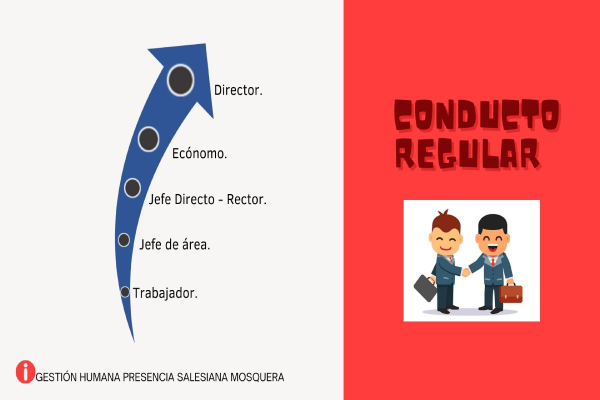 Director.
Ecónomo.
Jefe Directo - Rector.
Jefe de área.
Trabajador.
i GESTIÓN HUMANA PRESENCIA SALESIANA MOSQUERA
CONDUCTO
REGULAR